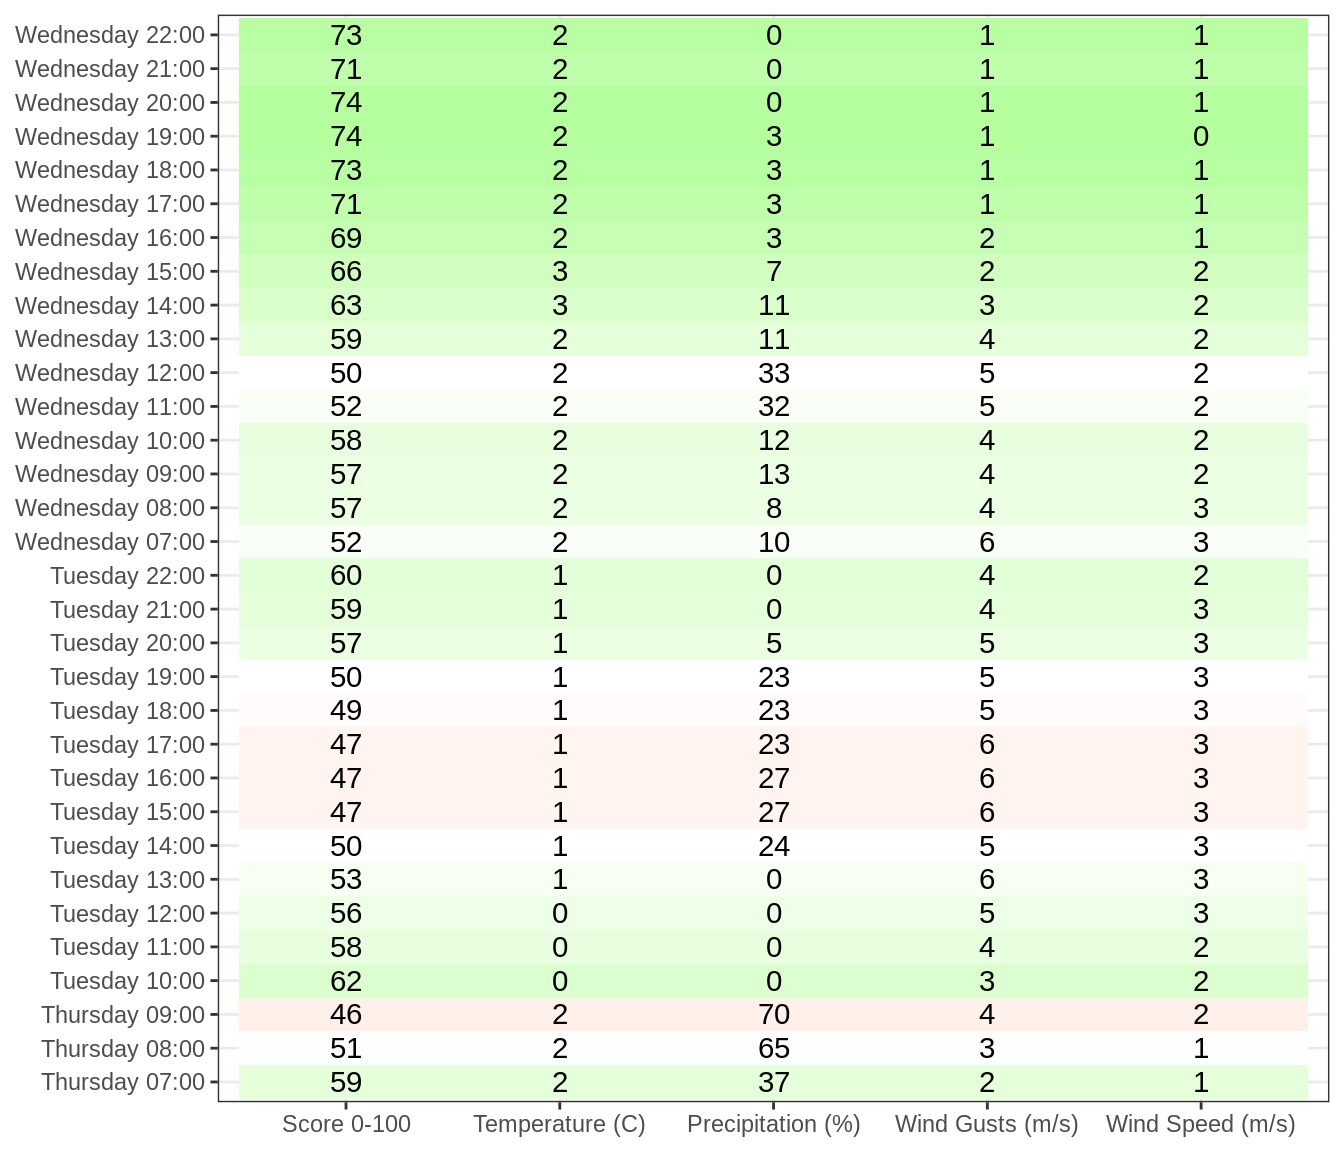 Wednesday 22:00 73 2 0 1 1
Wednesday 21:00 71 2 0 1 1
Wednesday 20:00 74 2 0 1 1
Wednesday 19:00 74 2 3 1 0
Wednesday 18:00 73 2 3 1 1
Wednesday 17:00 71 2 3 1 1
Wednesday 16:00 69 2 3 2 1
Wednesday 15:00 66 3 7 2 2
Wednesday 14:00 63 3 11 3 2
Wednesday 13:00 59 2 11 4 2
Wednesday 12:00 50 2 33 5 2
Wednesday 11:00 52 2 32 5 2
Wednesday 10:00 58 2 12 4 2
Wednesday 09:00 57 2 13 4 2
Wednesday 08:00 57 2 8 4 3
Wednesday 07:00 52 2 10 6 3
Tuesday 22:00 60 1 0 4 2
Tuesday 21:00 59 1 0 4 3
Tuesday 20:00 57 1 5 5 3
Tuesday 19:00 50 1 23 5 3
Tuesday 18:00 49 1 23 5 3
Tuesday 17:00 47 1 23 6 3
Tuesday 16:00 47 1 27 6 3
Tuesday 15:00 47 1 27 6 3
Tuesday 14:00 50 1 24 5 3
Tuesday 13:00 53 1 0 6 3
Tuesday 12:00 56 0 0 5 3
Tuesday 11:00 58 0 0 4 2
Tuesday 10:00 62 0 0 3 2
Thursday 09:00 46 2 70 4 2
Thursday 08:00 51 2 65 3 1
Thursday 07:00 59 2 37 2 1
Score 0-100 Temperature (C) Precipitation (%) Wind Gusts (m/s) Wind Speed (m/s)